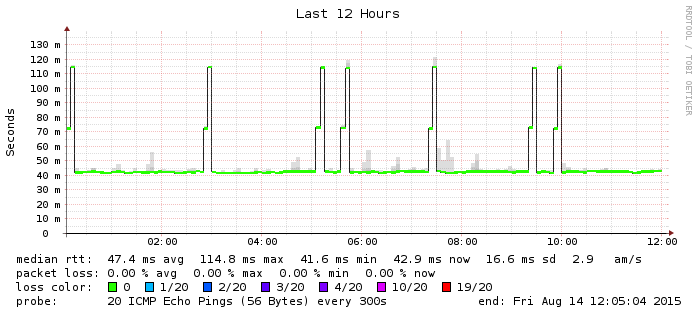 Last 12 Hours
RRDTOOL / TOBI OETIKER
Seconds
130 m
120 m
110 m
100 m
90 m
80 m
70 m
60 m
50 m
40 m
30 m
20 m
10 m
0
02:00 04:00 06:00 08:00 10:00 12:00
median rtt: 47.4 ms avg 114.8 ms max 41.6 ms min 42.9 ms now 16.6 ms sd 2.9 am/s
packet loss: 0.00 % avg 0.00 % max 0.00 % min 0.00 % now
loss color: 0 1/20 2/20 3/20 4/20 10/20 19/20
probe: 20 ICMP Echo Pings (56 Bytes) every 300s end: Fri Aug 14 12:05:04 2015